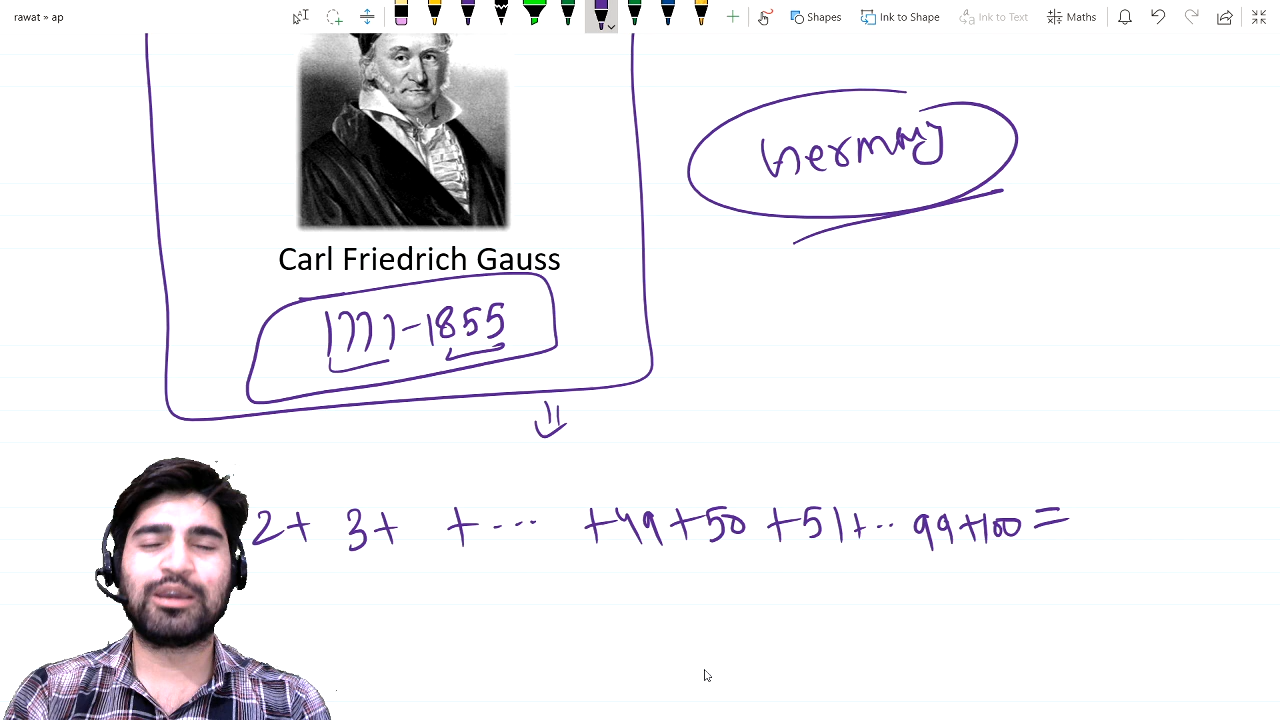 rawat » ap
Shapes Ink to Shape Ink to Text Maths
Germany
Carl Friedrich Gauss
1777-1855
2+ 3+ +... +49+50 +51+.. 99+100=